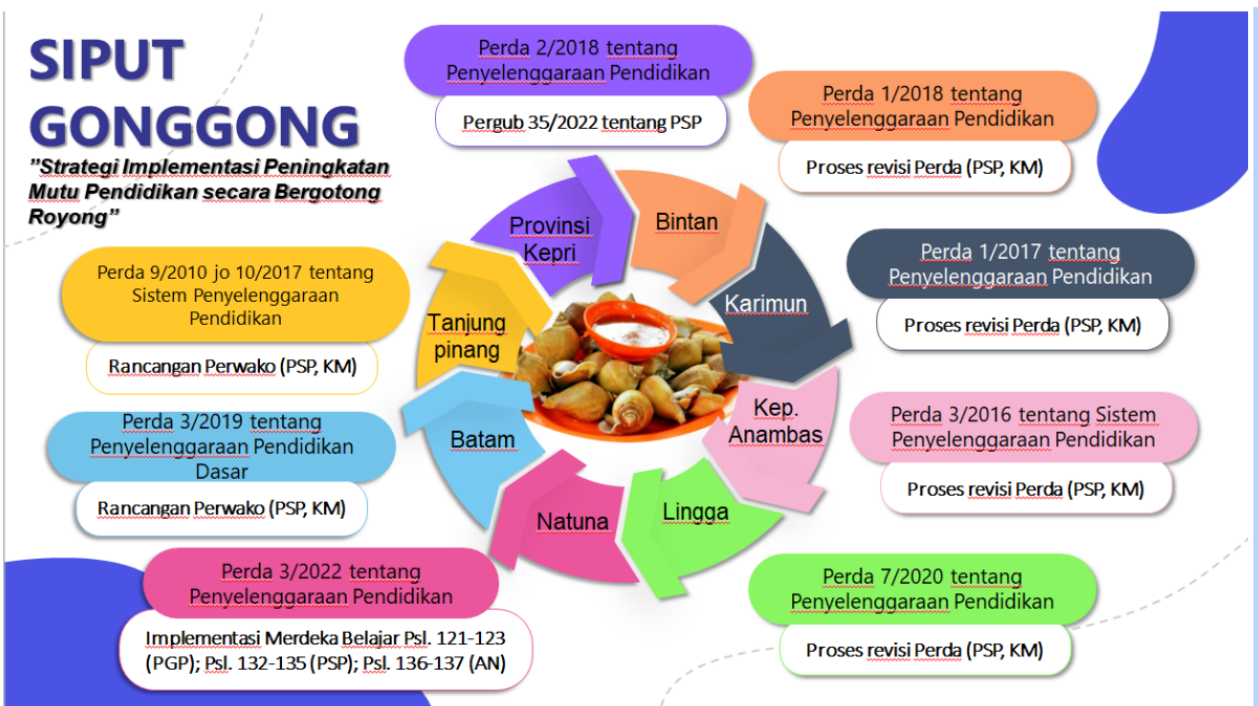 SIPUT
GONGGONG
"Strategi Implementasi Peningkatan
Mutu Pendidikan secara Bergotong
Royong"
Perda 2/2018 tentang
Penyelenggaraan Pendidikan
Pergub 35/2022 tentang PSP
Perda 1/2018 tentang
Penyelenggaraan Pendidikan
Proses revisi Perda (PSP, KM)
Perda 1/2017 tentang
Penyelenggaraan Pendidikan
Proses revisi Perda (PSP, KM)
Perda 3/2016 tentang Sistem
Penyelenggaraan Pendidikan
Proses revisi Perda (PSP, KM)
Perda 7/2020 tentang
Penyelenggaraan Pendidikan
Proses revisi Perda (PSP, KM)
Perda 3/2022 tentang
Penyelenggaraan Pendidikan
Implementasi Merdeka Belajar Psl. 121-123
(PGP); Psl. 132-135 (PSP); Psl. 136-137 (AN)
Perda 3/2019 tentang
Penyelenggaraan Pendidikan
Dasar
Rancangan Perwako (PSP, KM)
Perda 9/2010 jo 10/2017 tentang
Sistem Penyelenggaraan
Pendidikan
Rancangan Perwako (PSP, KM)
Provinsi
Kepri
Bintan
Karimun
Kep.
Anambas
Lingga
Natuna
Batam
Tanjung
pinang